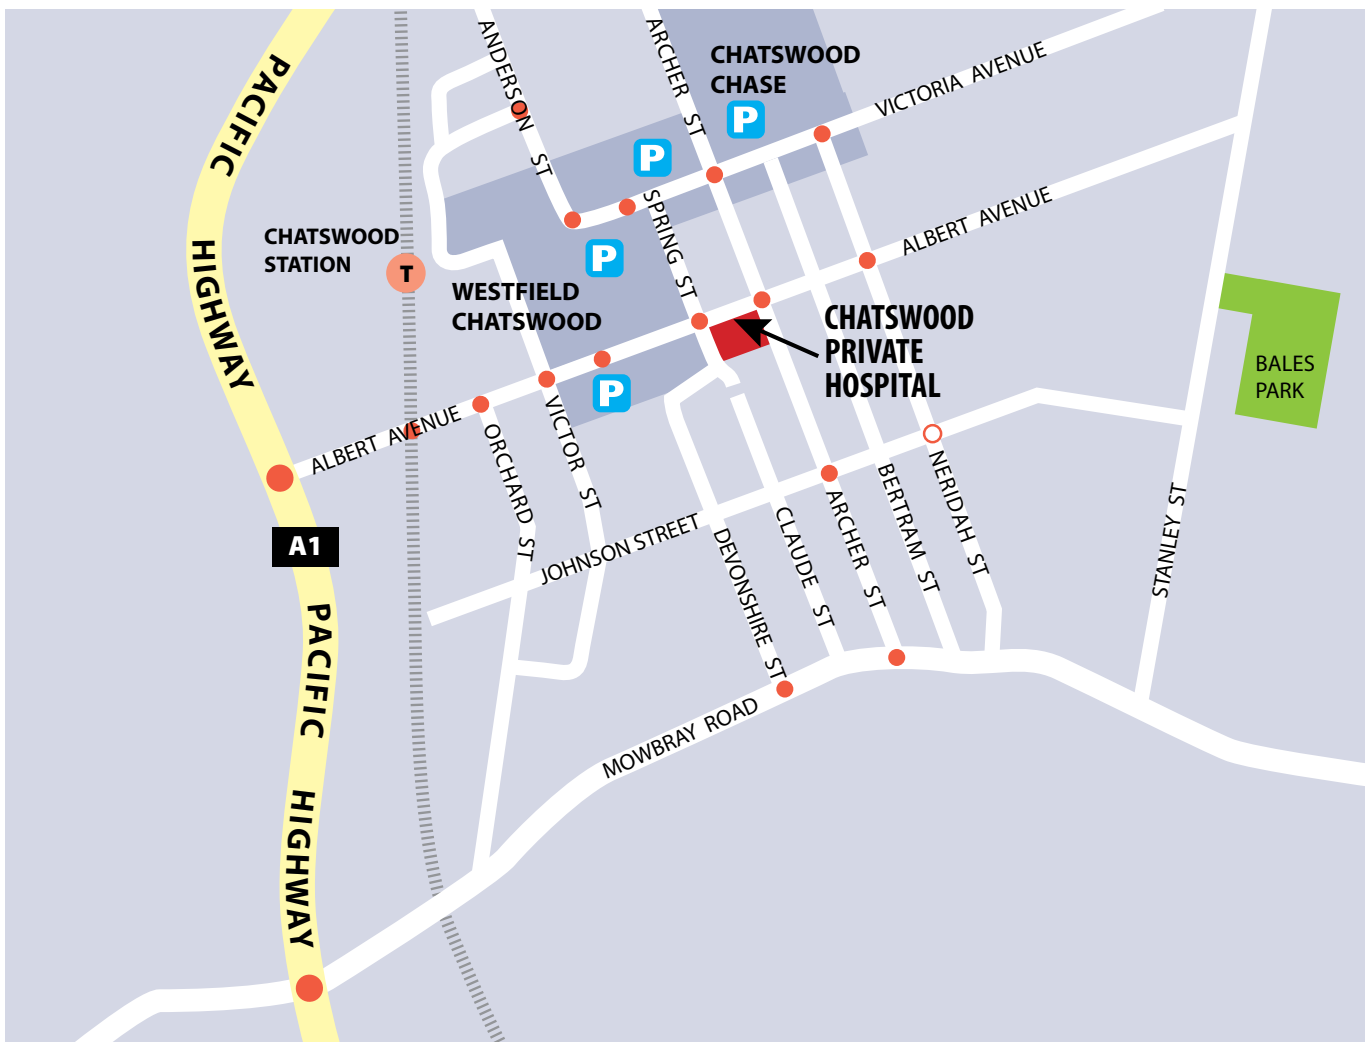 PACIFIC
HIGHWAY
ANDERSON ST
ARCHER ST
CHATSWOOD
CHASE
P
VICTORIA AVENUE
P
SPRING ST
ALBERT AVENUE
CHATSWOOD
STATION
T
P
WESTFIELD
CHATSWOOD
CHATSWOOD
PRIVATE
HOSPITAL
BALES
PARK
P
ALBERT AVENUE
ORCHARD ST
VICTOR ST
A1
JOHNSON STREET
DEVONSHIRE ST
CLAUDE ST
ARCHER ST
BERTRAM ST
NERIDAH ST
STANLEY ST
PACIFIC
HIGHWAY
MOWBRAY ROAD